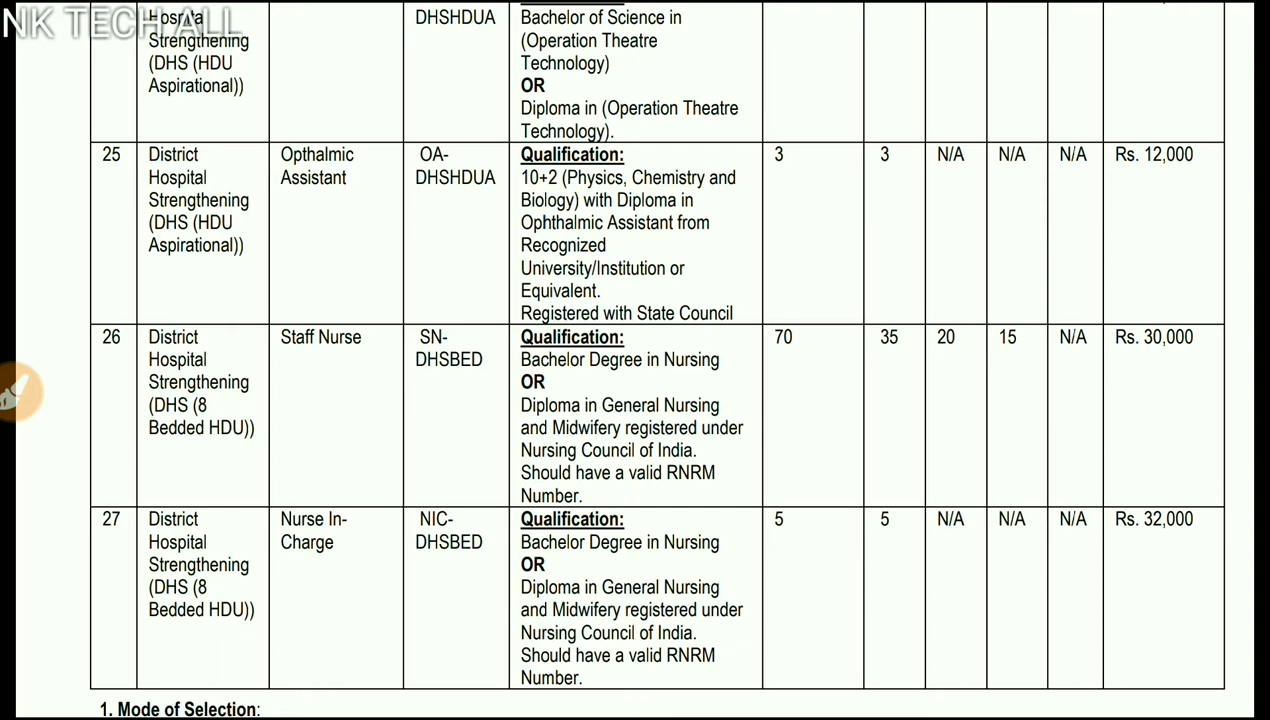 NK TECH ALL
Hospital
Strengthening
(DHS (HDU
Aspirational))
DHSHDUA
Bachelor of Science in
(Operation Theatre
Technology)
OR
Diploma in (Operation Theatre
Technology).
25
District
Hospital
Strengthening
(DHS (HDU
Aspirational))
Opthalmic
Assistant
OA-
DHSHDUA
Qualification:
10+2 (Physics, Chemistry and
Biology) with Diploma in
Ophthalmic Assistant from
Recognized
University/Institution or
Equivalent.
Registered with State Council
3
3
N/A
N/A
N/A
Rs. 12,000
26
District
Hospital
Strengthening
(DHS (8
Bedded HDU))
Staff Nurse
SN-
DHSBED
Qualification:
Bachelor Degree in Nursing
OR
Diploma in General Nursing
and Midwifery registered under
Nursing Council of India.
Should have a valid RNRM
Number.
70
35
20
15
N/A
Rs. 30,000
27
District
Hospital
Strengthening
(DHS (8
Bedded HDU))
Nurse In-
Charge
NIC-
DHSBED
Qualification:
Bachelor Degree in Nursing
OR
Diploma in General Nursing
and Midwifery registered under
Nursing Council of India.
Should have a valid RNRM
Number.
5
5
N/A
N/A
N/A
Rs. 32,000
1. Mode of Selection: